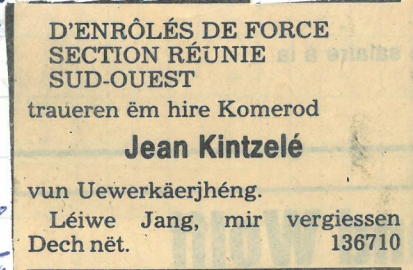 D'ENRÔLÉS DE FORCE
SECTION RÉUNIE
SUD-OUEST
traueren ëm hire Komerod
Jean Kintzelé
vun Uewerkäerjhéng.
Léiwe Jang, mir vergiessen
Dech nët. 136710